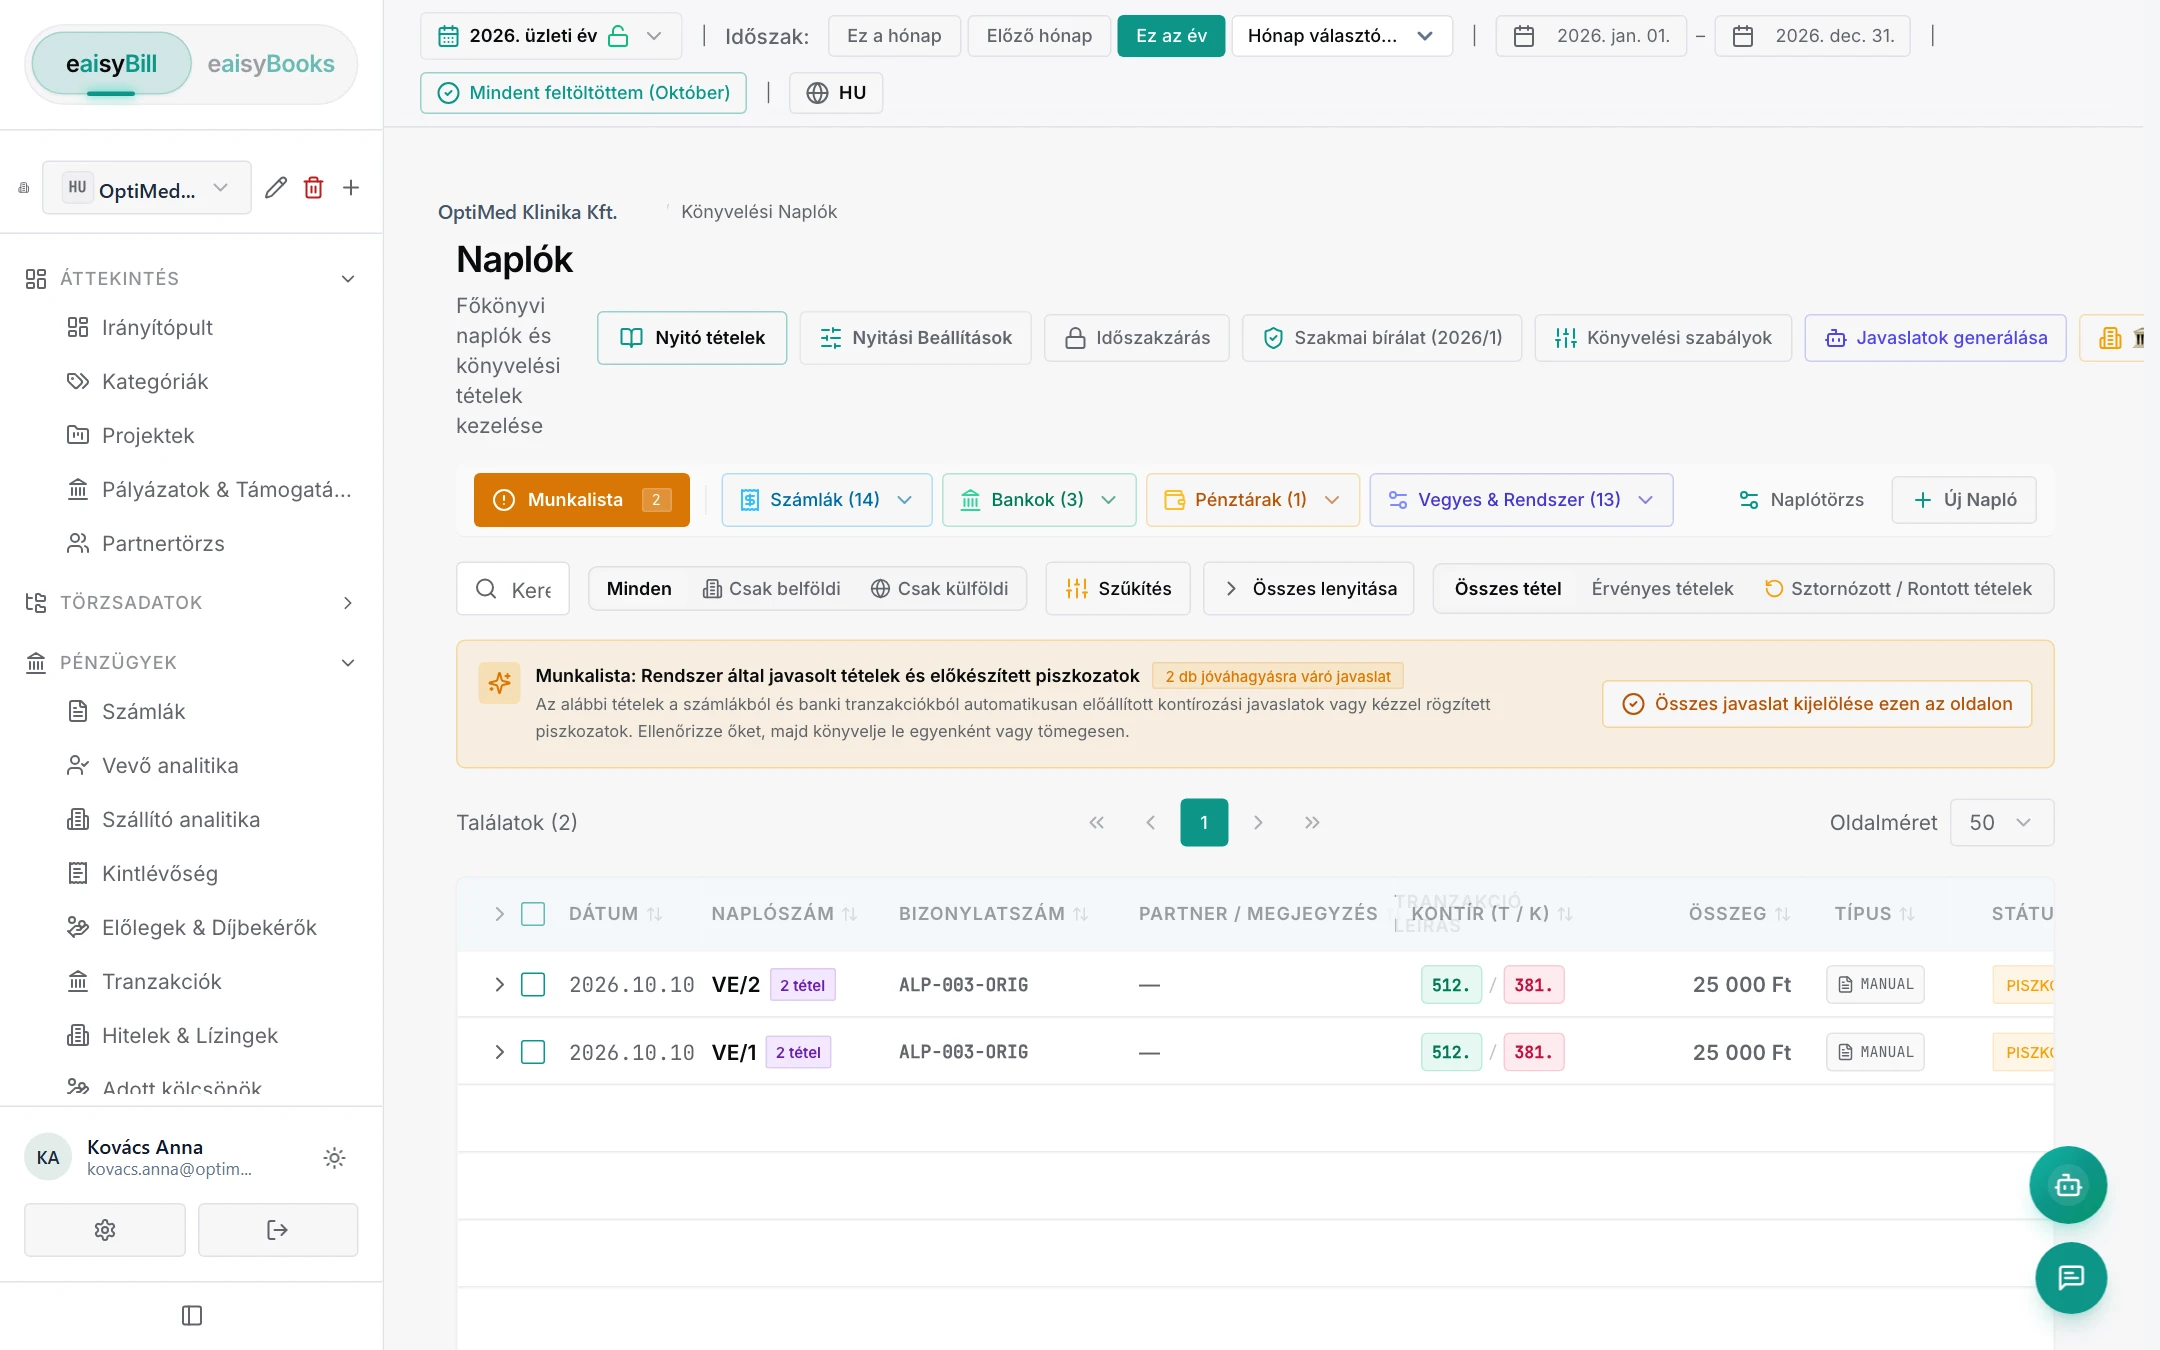 eaisyBill
eaisyBooks
2026. üzleti év
Időszak:
Ez a hónap
Előző hónap
Ez az év
Hónap választó...
2026. jan. 01.
–
2026. dec. 31.
Mindent feltöltöttem (Október)
HU
HU OptiMed...
ÁTTEKINTÉS
Irányítópult
Kategóriák
Projektek
Pályázatok & Támogatá...
Partnertörzs
TÖRZSADATOK
PÉNZÜGYEK
Számlák
Vevő analitika
Szállító analitika
Kintlévőség
Előlegek & Díjbekérők
Tranzakciók
Hitelek & Lízingek
Adott kölcsönök
KA
Kovács Anna
kovacs.anna@optim...
OptiMed Klinika Kft.
Könyvelési Naplók
Naplók
Főkönyvi
naplók és
könyvelési
tételek
kezelése
Nyitó tételek
Nyitási Beállítások
Időszakzárás
Szakmai bírálat (2026/1)
Könyvelési szabályok
Javaslatok generálása
Munkalista 2
Számlák (14)
Bankok (3)
Pénztárak (1)
Vegyes & Rendszer (13)
Naplótörzs
Új Napló
Kere
Minden
Csak belföldi
Csak külföldi
Szűkítés
Összes lenyitása
Összes tétel
Érvényes tételek
Sztornózott / Rontott tételek
Munkalista: Rendszer által javasolt tételek és előkészített piszkozatok
2 db jóváhagyásra váró javaslat
Az alábbi tételek a számlákból és banki tranzakciókból automatikusan előállított kontírozási javaslatok vagy kézzel rögzített
piszkozatok. Ellenőrizze őket, majd könyvelje le egyenként vagy tömegesen.
Összes javaslat kijelölése ezen az oldalon
Találatok (2)
1
Oldalméret
50
DÁTUM
NAPLÓSZÁM
BIZONYLATSZÁM
PARTNER / MEGJEGYZÉS
TRANZAKCIÓ
LEÍRÁS
KONTÍR (T / K)
ÖSSZEG
TÍPUS
STÁTU
2026.10.10 VE/2 2 tétel ALP-003-ORIG — 512. / 381. 25 000 Ft MANUAL PISZKO
2026.10.10 VE/1 2 tétel ALP-003-ORIG — 512. / 381. 25 000 Ft MANUAL PISZKO